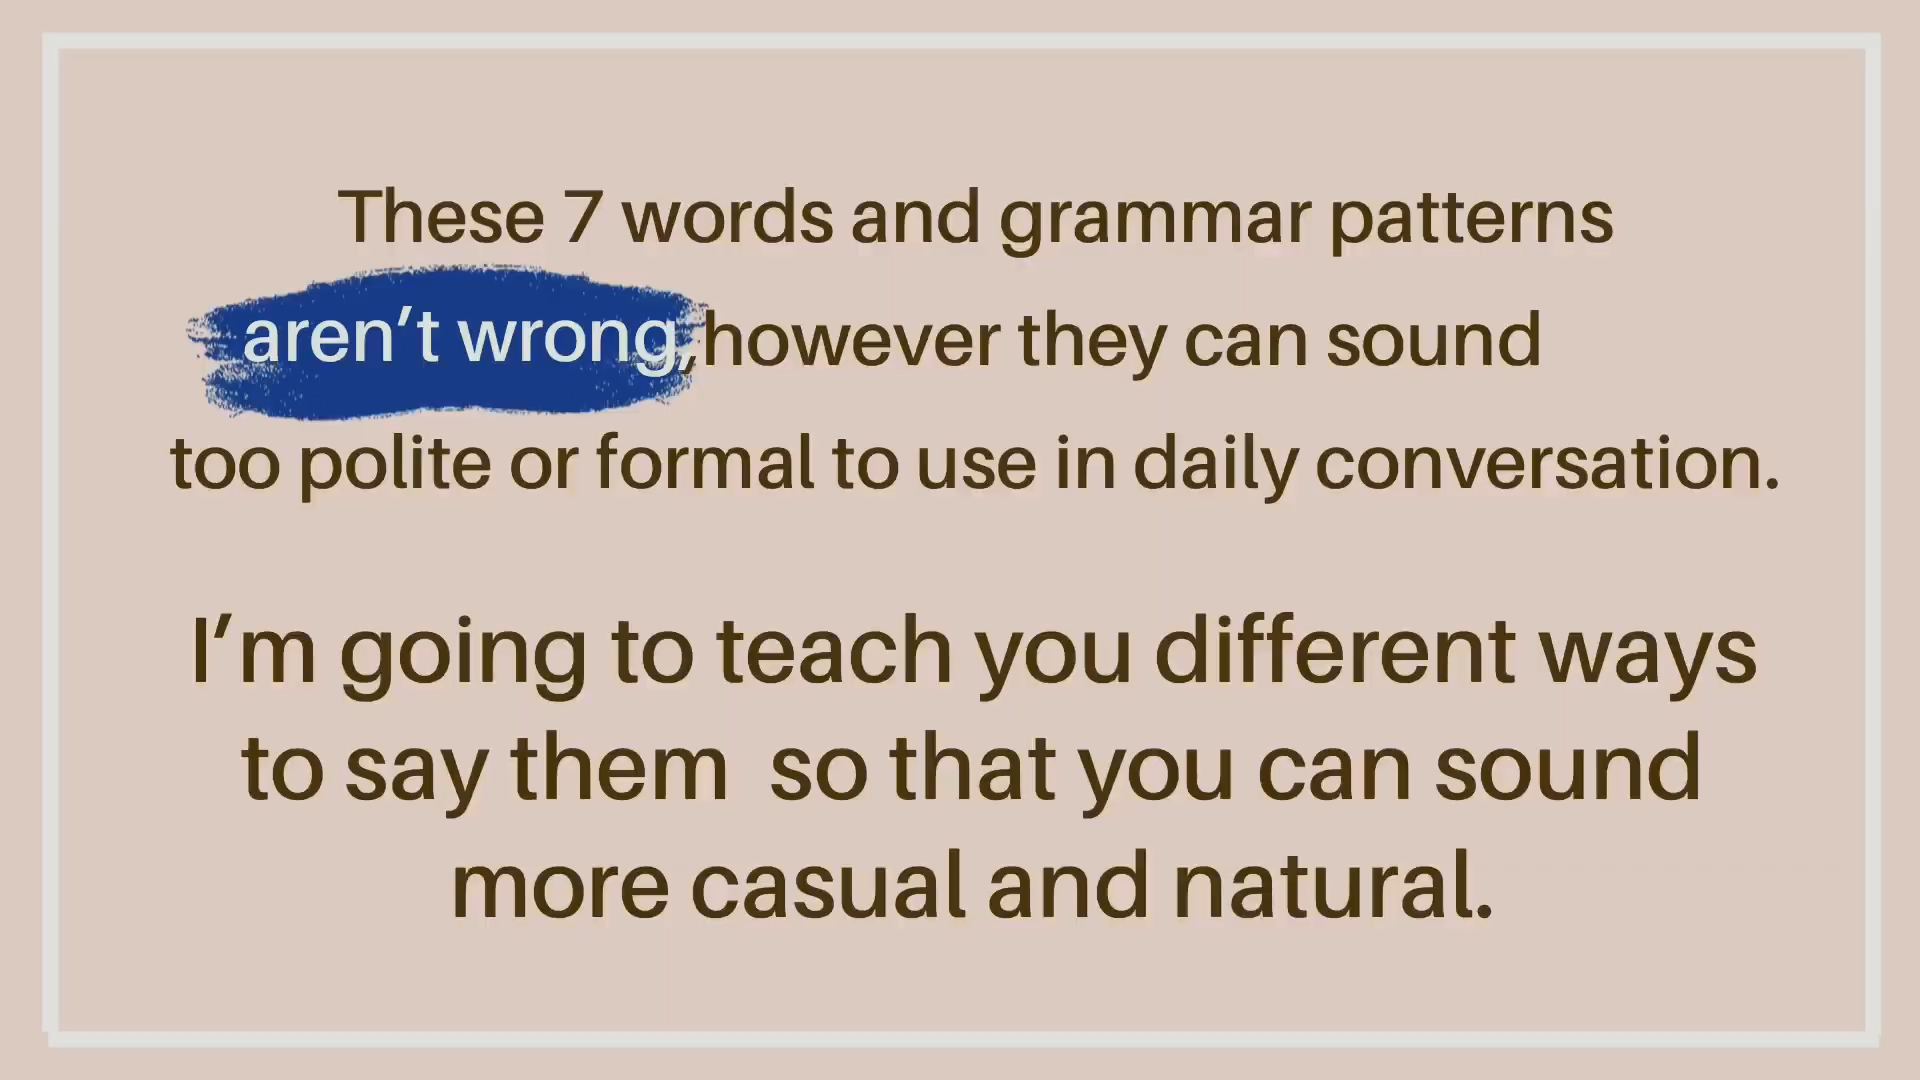 These 7 words and grammar patterns
aren’t wrong, however they can sound
too polite or formal to use in daily conversation.
I’m going to teach you different ways
to say them so that you can sound
more casual and natural.